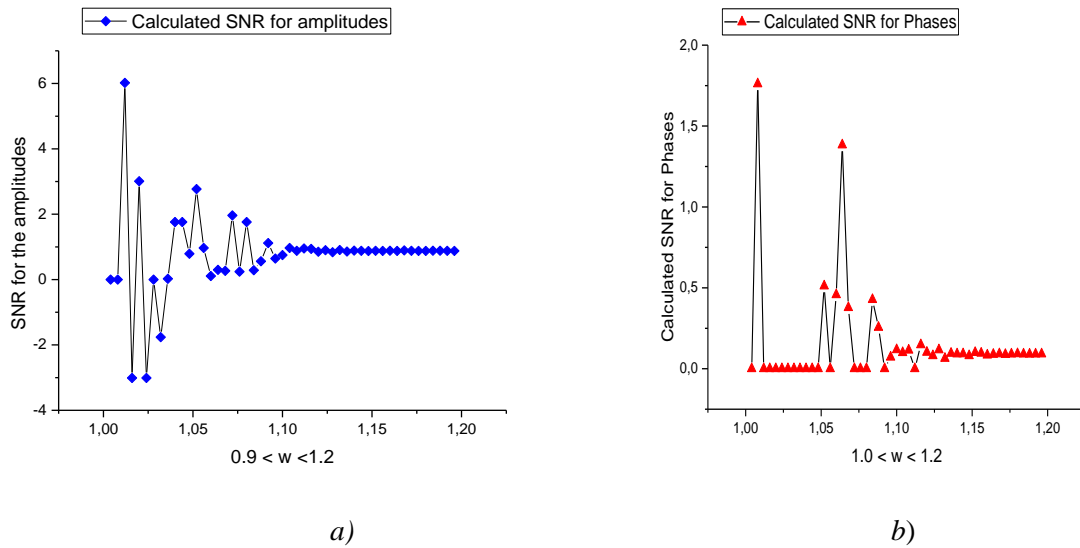 Calculated SNR for amplitudes
SNR for the amplitudes
6
4
2
0
-2
-4
1,00 1,05 1,10 1,15 1,20
0.9 < w <1.2
a)
Calculated SNR for Phases
Calculated SNR for Phases
2,0
1,5
1,0
0,5
0,0
1,00 1,05 1,10 1,15 1,20
1.0 < w < 1.2
b)